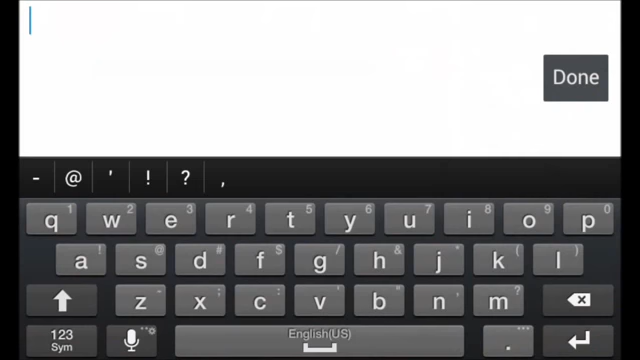 Done
- @ ' ! ? ,
q 1 w 2 e 3 r 4 t 5 y 6 u 7 i 8 o 9 p 0
a ! s @ d # f $ g / h & j * k ( l )
z - x ; c : v ' b " n , m ?
123 English(US) .
Sym